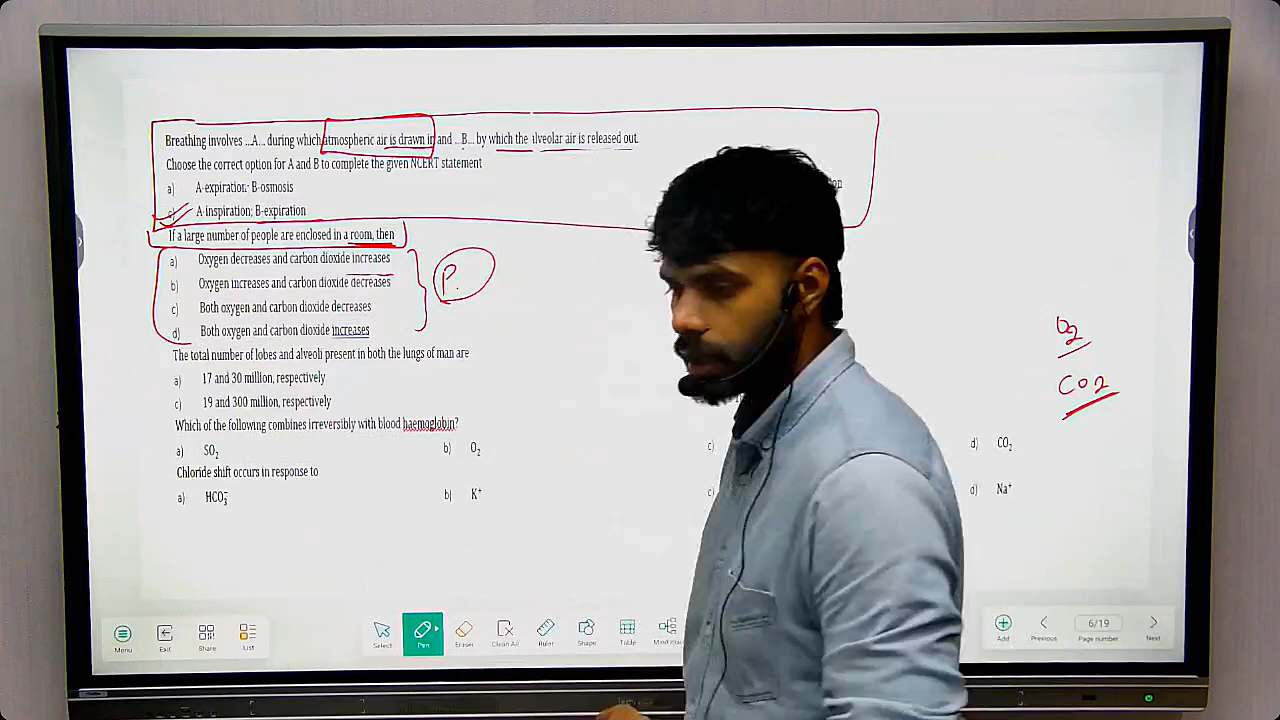 Breathing involves ...A... during which atmospheric air is drawn in and ...B... by which the alveolar air is released out.
Choose the correct option for A and B to complete the given NCERT statement
a) A-expiration; B-osmosis
A-inspiration; B-expiration
If a large number of people are enclosed in a room, then
a) Oxygen decreases and carbon dioxide increases
b) Oxygen increases and carbon dioxide decreases
P.
c) Both oxygen and carbon dioxide decreases
d) Both oxygen and carbon dioxide increases
O2
The total number of lobes and alveoli present in both the lungs of man are
a) 17 and 30 million, respectively
CO2
c) 19 and 300 million, respectively
Which of the following combines irreversibly with blood haemoglobin?
a) SO₂ b) O₂ c) d) CO₂
Chloride shift occurs in response to
a) HCO₃⁻ b) K⁺ c) d) Na⁺
Menu Exit Share List Select Pen Eraser Clean All Ruler Shape Table Add Previous 6/19 Page number Next